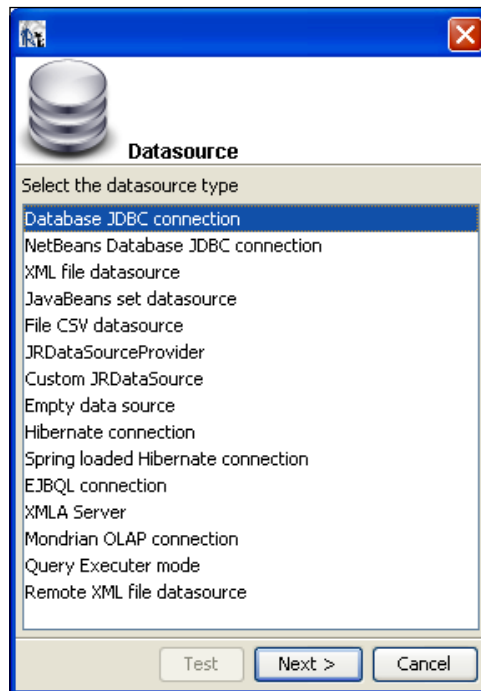 Datasource
Select the datasource type
Database JDBC connection
NetBeans Database JDBC connection
XML file datasource
JavaBeans set datasource
File CSV datasource
JRDataSourceProvider
Custom JRDataSource
Empty data source
Hibernate connection
Spring loaded Hibernate connection
EJBQL connection
XMLA Server
Mondrian OLAP connection
Query Executer mode
Remote XML file datasource
Test Next > Cancel